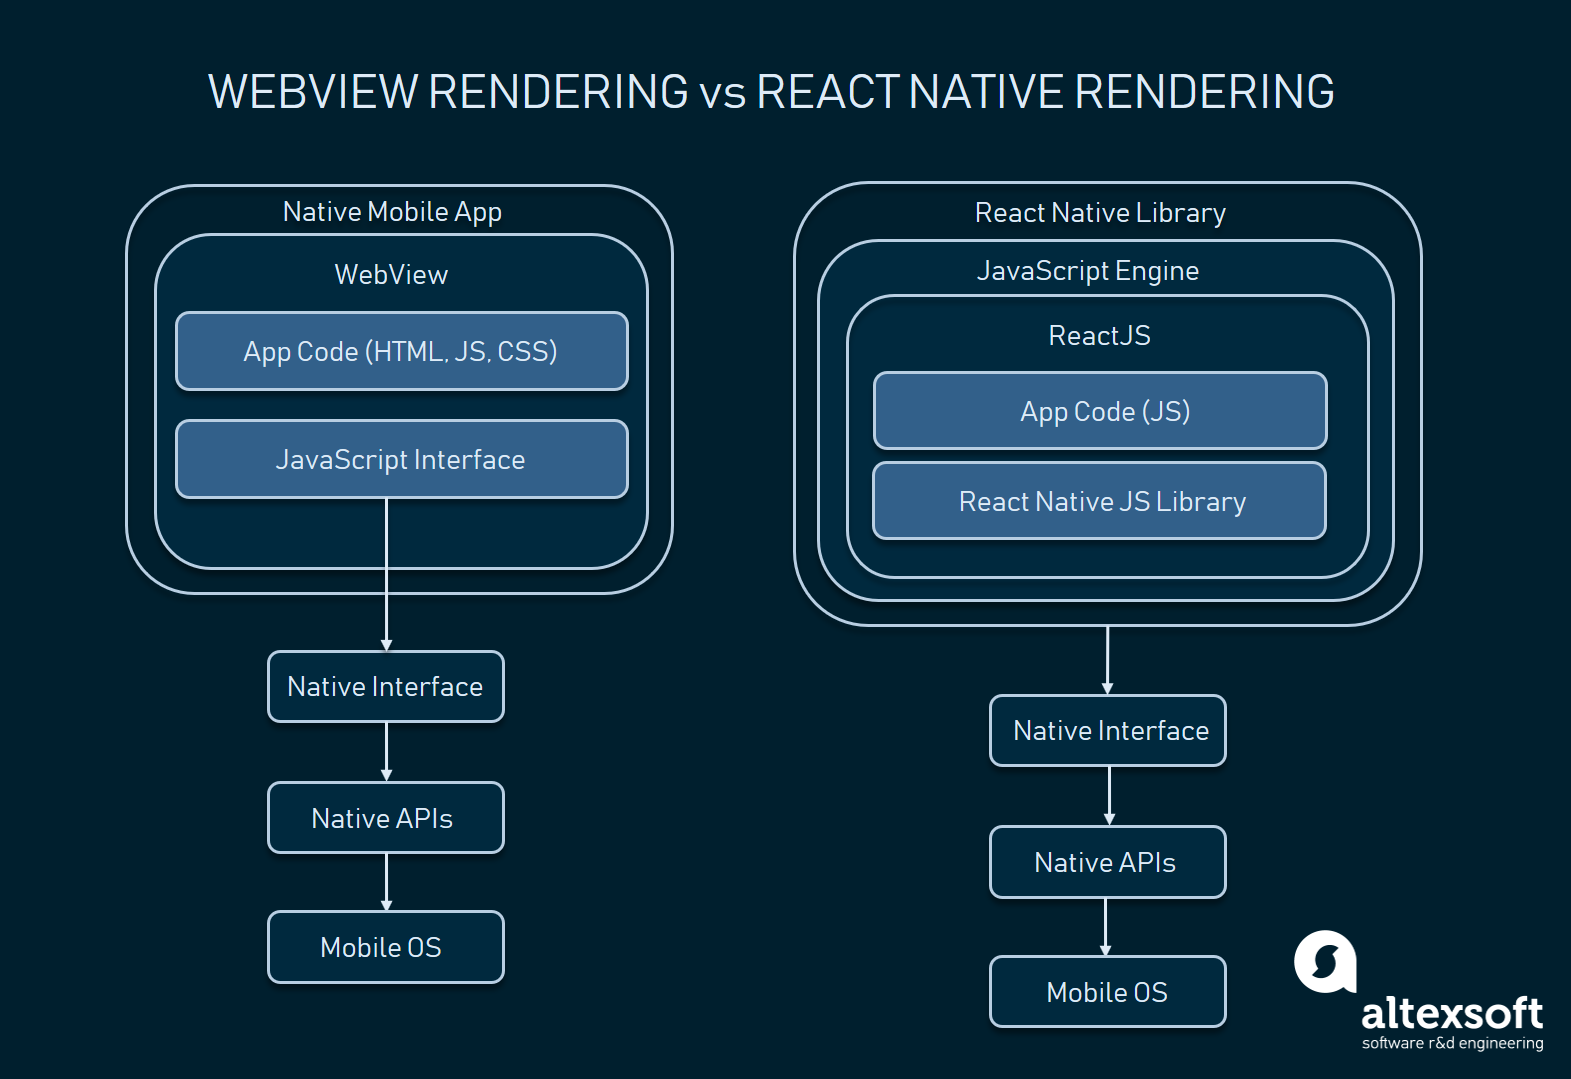 WEBVIEW RENDERING vs REACT NATIVE RENDERING
Native Mobile App
WebView
App Code (HTML, JS, CSS)
JavaScript Interface
Native Interface
Native APIs
Mobile OS
React Native Library
JavaScript Engine
ReactJS
App Code (JS)
React Native JS Library
Native Interface
Native APIs
Mobile OS
altexsoft
software r&d engineering